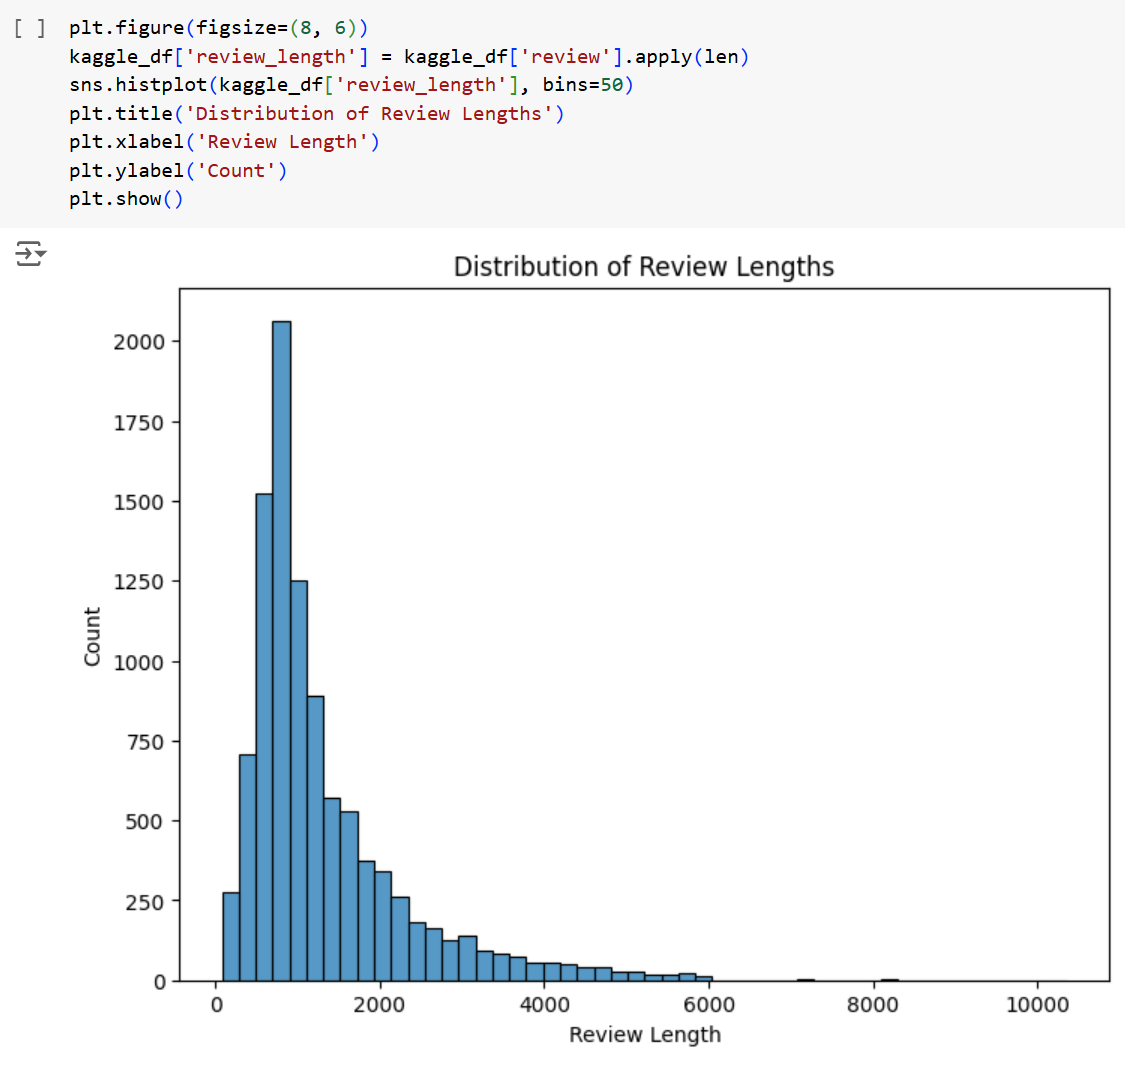 [ ] plt.figure(figsize=(8, 6))
kaggle_df['review_length'] = kaggle_df['review'].apply(len)
sns.histplot(kaggle_df['review_length'], bins=50)
plt.title('Distribution of Review Lengths')
plt.xlabel('Review Length')
plt.ylabel('Count')
plt.show()
Distribution of Review Lengths
2000
1750
1500
1250
1000
750
500
250
0
Count
0 2000 4000 6000 8000 10000
Review Length